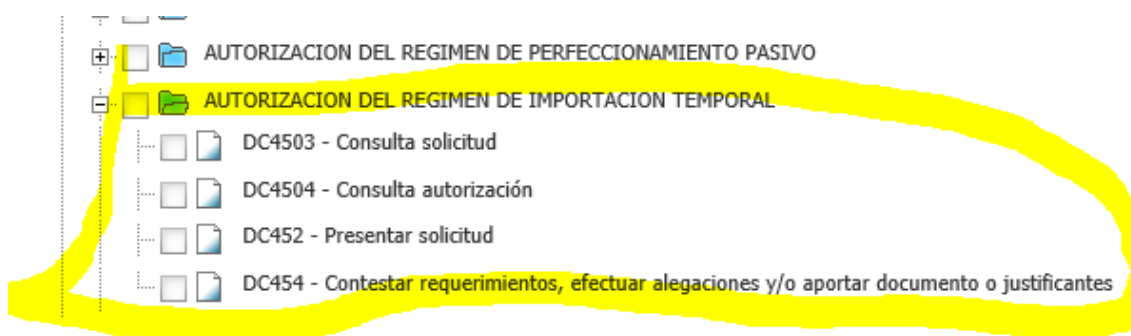 AUTORIZACION DEL REGIMEN DE PERFECCIONAMIENTO PASIVO
AUTORIZACION DEL REGIMEN DE IMPORTACION TEMPORAL
DC4503 - Consulta solicitud
DC4504 - Consulta autorización
DC452 - Presentar solicitud
DC454 - Contestar requerimientos, efectuar alegaciones y/o aportar documento o justificantes